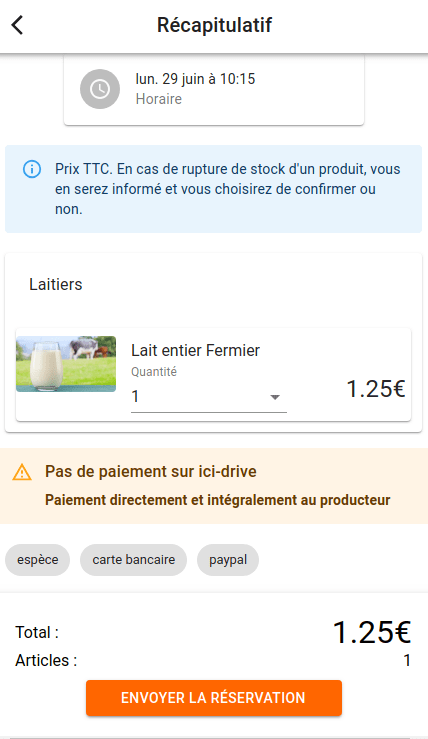 Récapitulatif
lun. 29 juin à 10:15
Horaire
Prix TTC. En cas de rupture de stock d'un produit, vous
en serez informé et vous choisirez de confirmer ou
non.
Laitiers
Lait entier Fermier
Quantité
1
1.25€
Pas de paiement sur ici-drive
Paiement directement et intégralement au producteur
espèce
carte bancaire
paypal
Total :
1.25€
Articles :
1
ENVOYER LA RÉSERVATION